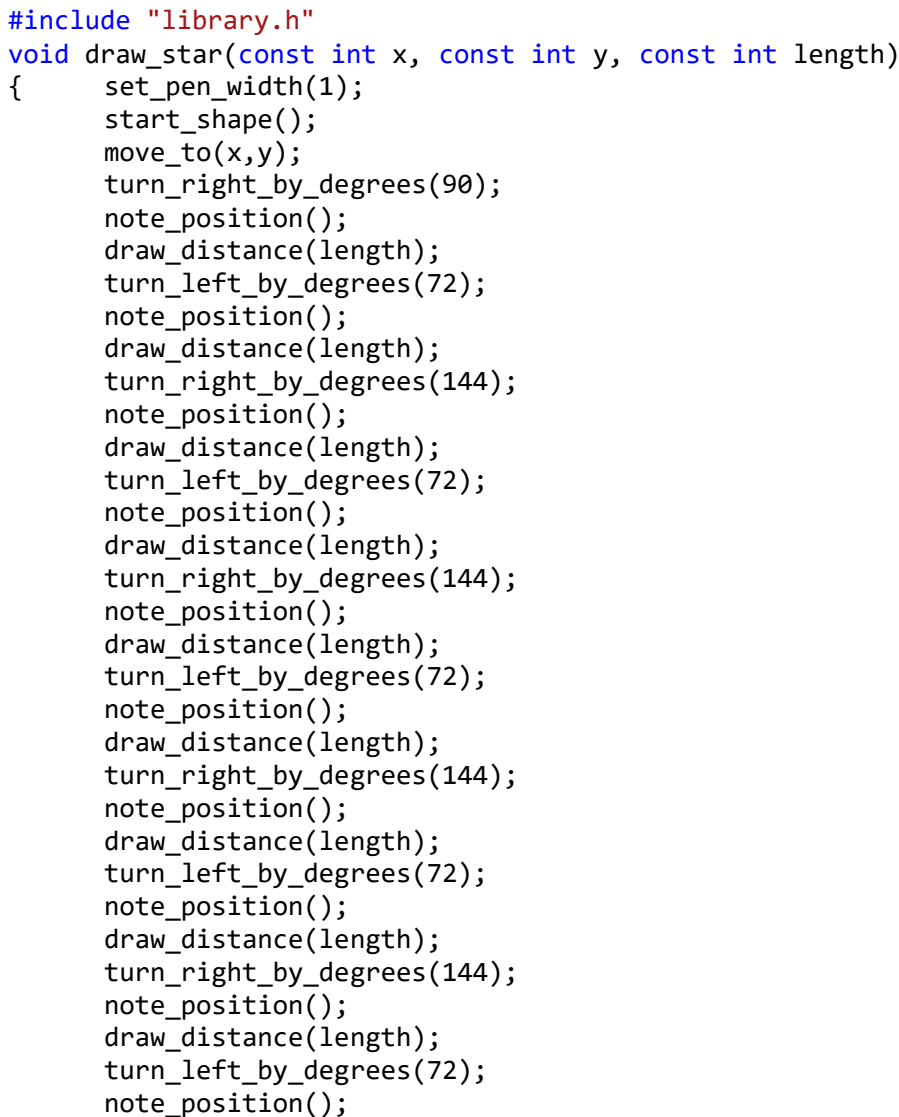 #include "library.h"
void draw_star(const int x, const int y, const int length)
{ set_pen_width(1);
start_shape();
move_to(x,y);
turn_right_by_degrees(90);
note_position();
draw_distance(length);
turn_left_by_degrees(72);
note_position();
draw_distance(length);
turn_right_by_degrees(144);
note_position();
draw_distance(length);
turn_left_by_degrees(72);
note_position();
draw_distance(length);
turn_right_by_degrees(144);
note_position();
draw_distance(length);
turn_left_by_degrees(72);
note_position();
draw_distance(length);
turn_right_by_degrees(144);
note_position();
draw_distance(length);
turn_left_by_degrees(72);
note_position();
draw_distance(length);
turn_right_by_degrees(144);
note_position();
draw_distance(length);
turn_left_by_degrees(72);
note_position();